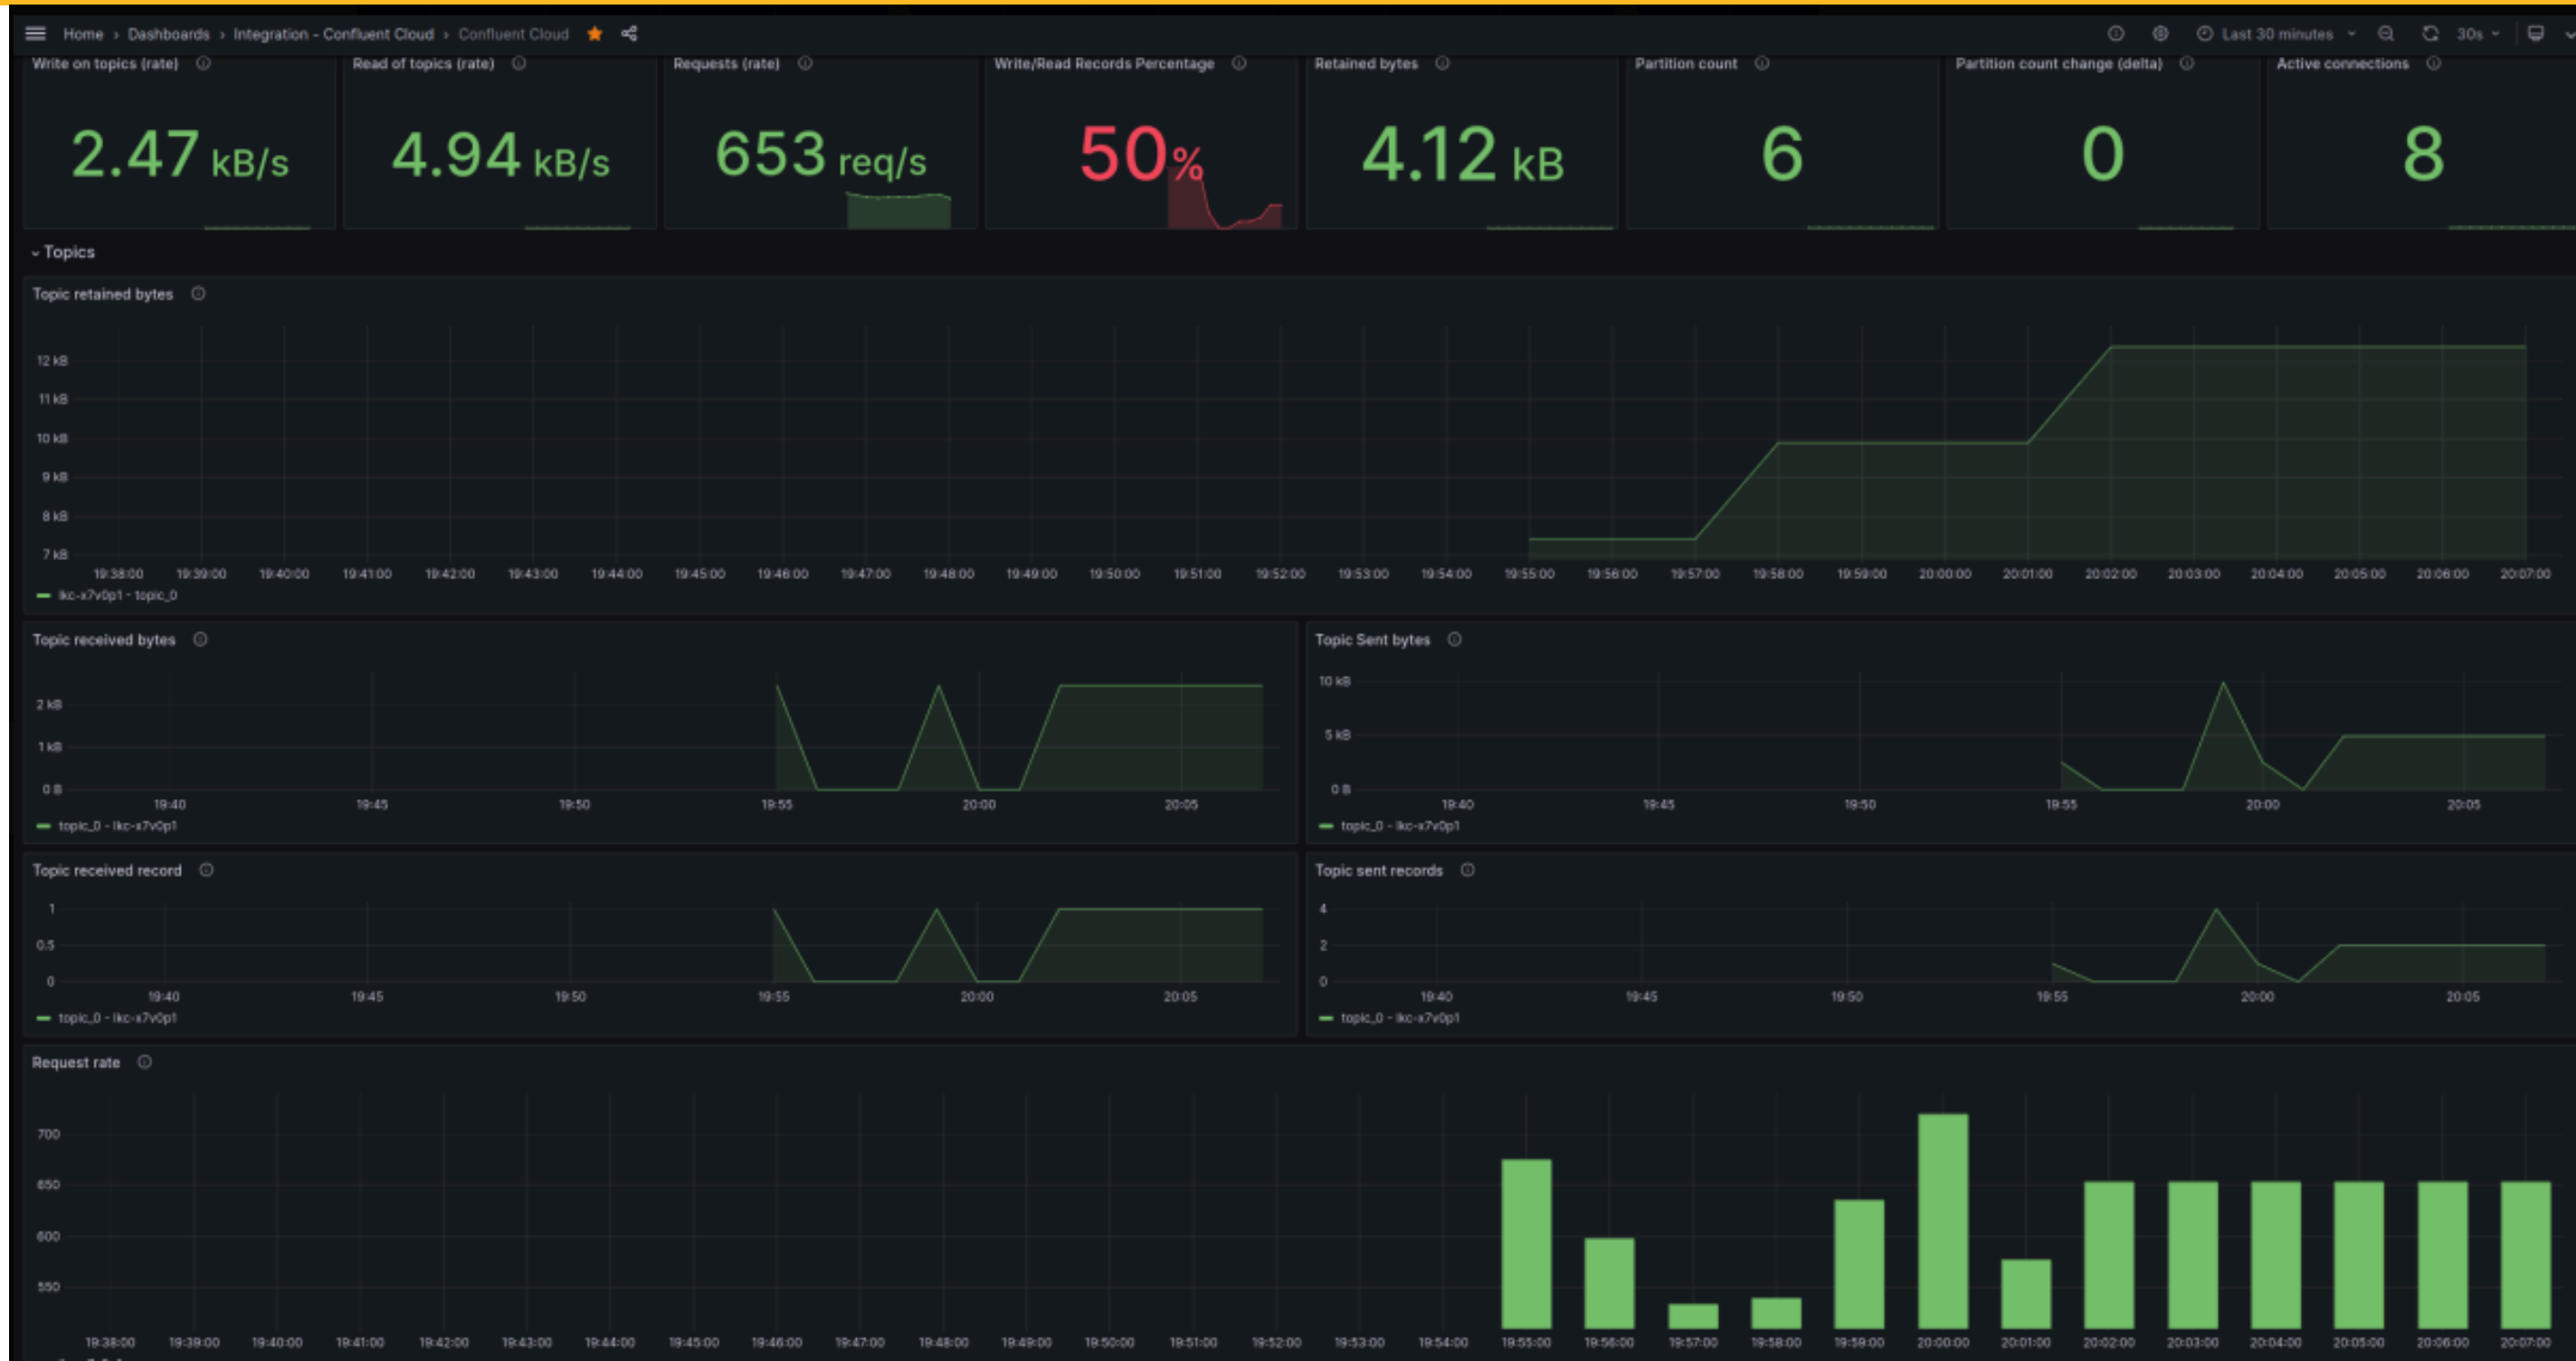 Home › Dashboards › Integration - Confluent Cloud › Confluent Cloud
Last 30 minutes
30s
Write on topics (rate)
Read of topics (rate)
Requests (rate)
Write/Read Records Percentage
Retained bytes
Partition count
Partition count change (delta)
Active connections
2.47 kB/s
4.94 kB/s
653 req/s
50%
4.12 kB
6
0
8
Topics
Topic retained bytes
12 kB
11 kB
10 kB
9 kB
8 kB
7 kB
19:38:00 19:39:00 19:40:00 19:41:00 19:42:00 19:43:00 19:44:00 19:45:00 19:46:00 19:47:00 19:48:00 19:49:00 19:50:00 19:51:00 19:52:00 19:53:00 19:54:00 19:55:00 19:56:00 19:57:00 19:58:00 19:59:00 20:00:00 20:01:00 20:02:00 20:03:00 20:04:00 20:05:00 20:06:00 20:07:00
lkc-x7v0p1 - topic_0
Topic received bytes
2 kB
1 kB
0 B
19:40 19:45 19:50 19:55 20:00 20:05
topic_0 - lkc-x7v0p1
Topic Sent bytes
10 kB
5 kB
0 B
19:40 19:45 19:50 19:55 20:00 20:05
topic_0 - lkc-x7v0p1
Topic received record
1
0.5
0
19:40 19:45 19:50 19:55 20:00 20:05
topic_0 - lkc-x7v0p1
Topic sent records
4
2
0
19:40 19:45 19:50 19:55 20:00 20:05
topic_0 - lkc-x7v0p1
Request rate
700
650
600
550
19:38:00 19:39:00 19:40:00 19:41:00 19:42:00 19:43:00 19:44:00 19:45:00 19:46:00 19:47:00 19:48:00 19:49:00 19:50:00 19:51:00 19:52:00 19:53:00 19:54:00 19:55:00 19:56:00 19:57:00 19:58:00 19:59:00 20:00:00 20:01:00 20:02:00 20:03:00 20:04:00 20:05:00 20:06:00 20:07:00